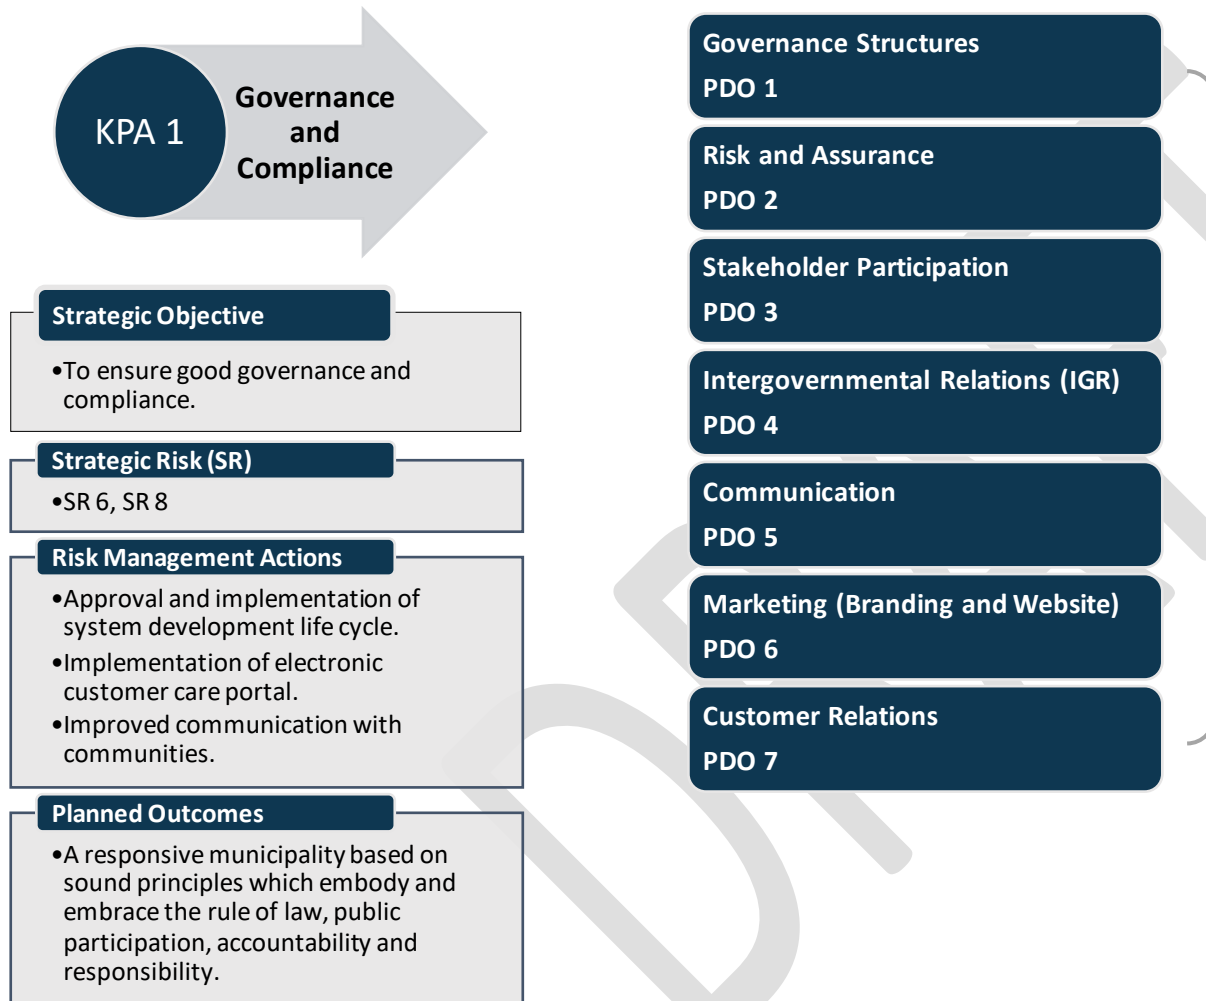 KPA 1
Governance
and
Compliance
Strategic Objective
•To ensure good governance and
compliance.
Strategic Risk (SR)
•SR 6, SR 8
Risk Management Actions
•Approval and implementation of
system development life cycle.
•Implementation of electronic
customer care portal.
•Improved communication with
communities.
Planned Outcomes
•A responsive municipality based on
sound principles which embody and
embrace the rule of law, public
participation, accountability and
responsibility.
Governance Structures
PDO 1
Risk and Assurance
PDO 2
Stakeholder Participation
PDO 3
Intergovernmental Relations (IGR)
PDO 4
Communication
PDO 5
Marketing (Branding and Website)
PDO 6
Customer Relations
PDO 7